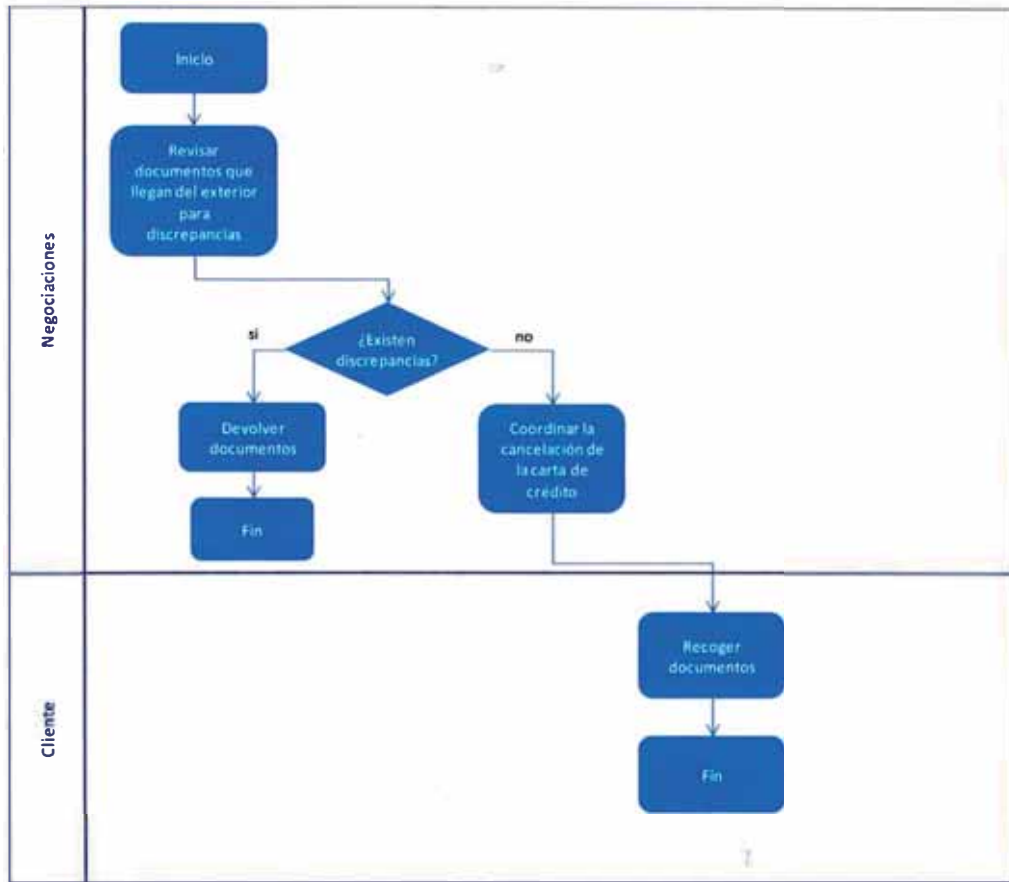 Inicio
Revisar
documentos que
llegan del exterior
para
discrepancias
Negociaciones
si
¿Existen
discrepancias?
no
Devolver
documentos
Coordinar la
cancelación de
la carta de
crédito
Fin
Cliente
Recoger
documentos
Fin